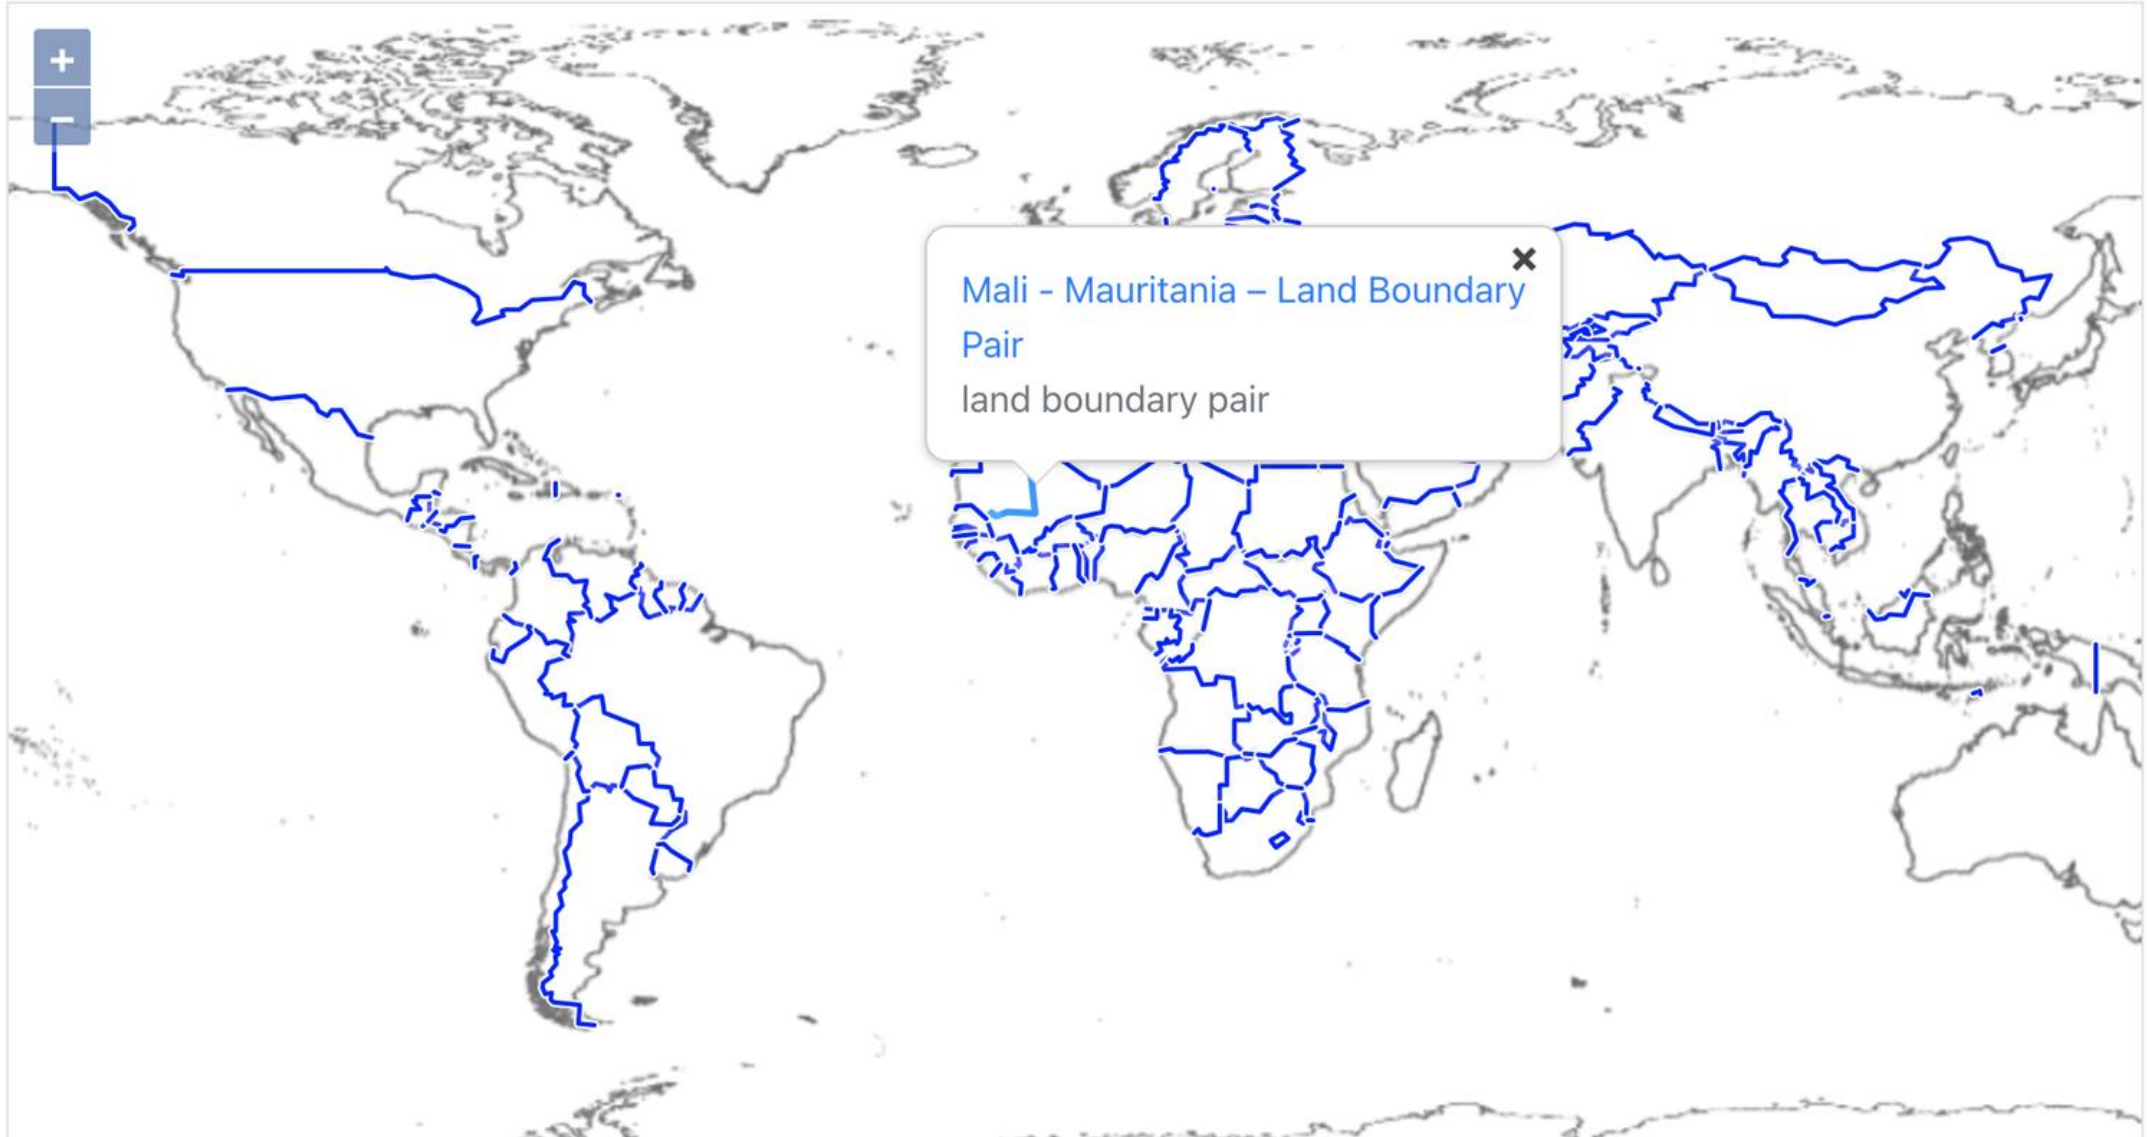 +
−
×
Mali - Mauritania – Land Boundary
Pair
land boundary pair